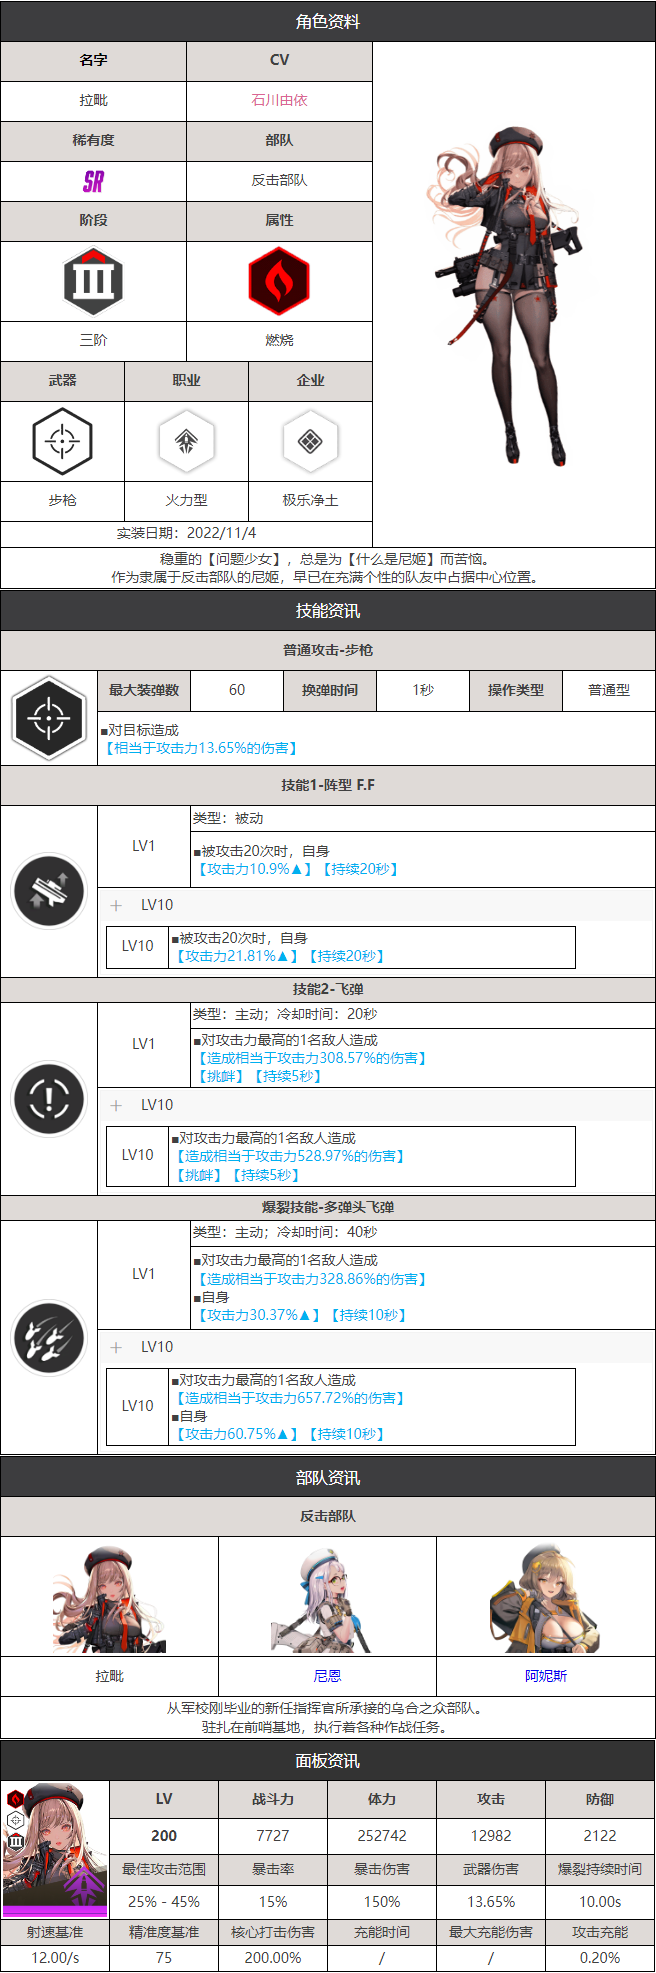 角色资料
名字
CV
拉毗
石川由依
稀有度
部队
SR
反击部队
阶段
属性
III
三阶
燃烧
武器
职业
企业
步枪
火力型
极乐净土
实装日期：2022/11/4
稳重的【问题少女】，总是为【什么是尼姬】而苦恼。
作为隶属于反击部队的尼姬，早已在充满个性的队友中占据中心位置。
技能资讯
普通攻击-步枪
最大装弹数
60
换弹时间
1秒
操作类型
普通型
■对目标造成
【相当于攻击力13.65%的伤害】
技能1-阵型 F.F
LV1
类型：被动
■被攻击20次时，自身
【攻击力10.9%▲】【持续20秒】
＋ LV10
LV10
■被攻击20次时，自身
【攻击力21.81%▲】【持续20秒】
技能2-飞弹
LV1
类型：主动；冷却时间：20秒
■对攻击力最高的1名敌人造成
【造成相当于攻击力308.57%的伤害】
【挑衅】【持续5秒】
＋ LV10
LV10
■对攻击力最高的1名敌人造成
【造成相当于攻击力528.97%的伤害】
【挑衅】【持续5秒】
爆裂技能-多弹头飞弹
LV1
类型：主动；冷却时间：40秒
■对攻击力最高的1名敌人造成
【造成相当于攻击力328.86%的伤害】
■自身
【攻击力30.37%▲】【持续10秒】
＋ LV10
LV10
■对攻击力最高的1名敌人造成
【造成相当于攻击力657.72%的伤害】
■自身
【攻击力60.75%▲】【持续10秒】
部队资讯
反击部队
拉毗
尼恩
阿妮斯
从军校刚毕业的新任指挥官所承接的乌合之众部队。
驻扎在前哨基地，执行着各种作战任务。
面板资讯
LV
战斗力
体力
攻击
防御
200
7727
252742
12982
2122
最佳攻击范围
暴击率
暴击伤害
武器伤害
爆裂持续时间
25% - 45%
15%
150%
13.65%
10.00s
射速基准
精准度基准
核心打击伤害
充能时间
最大充能伤害
攻击充能
12.00/s
75
200.00%
/
/
0.20%